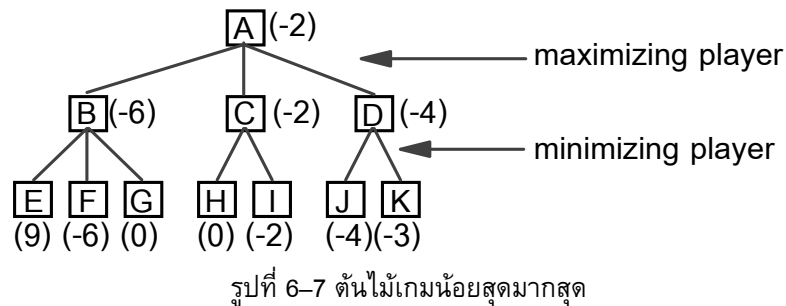 A (-2)
maximizing player
B (-6) C (-2) D (-4)
minimizing player
E F G H I J K
(9) (-6) (0) (0) (-2) (-4) (-3)
รูปที่ 6–7 ต้นไม้เกมน้อยสุดมากสุด